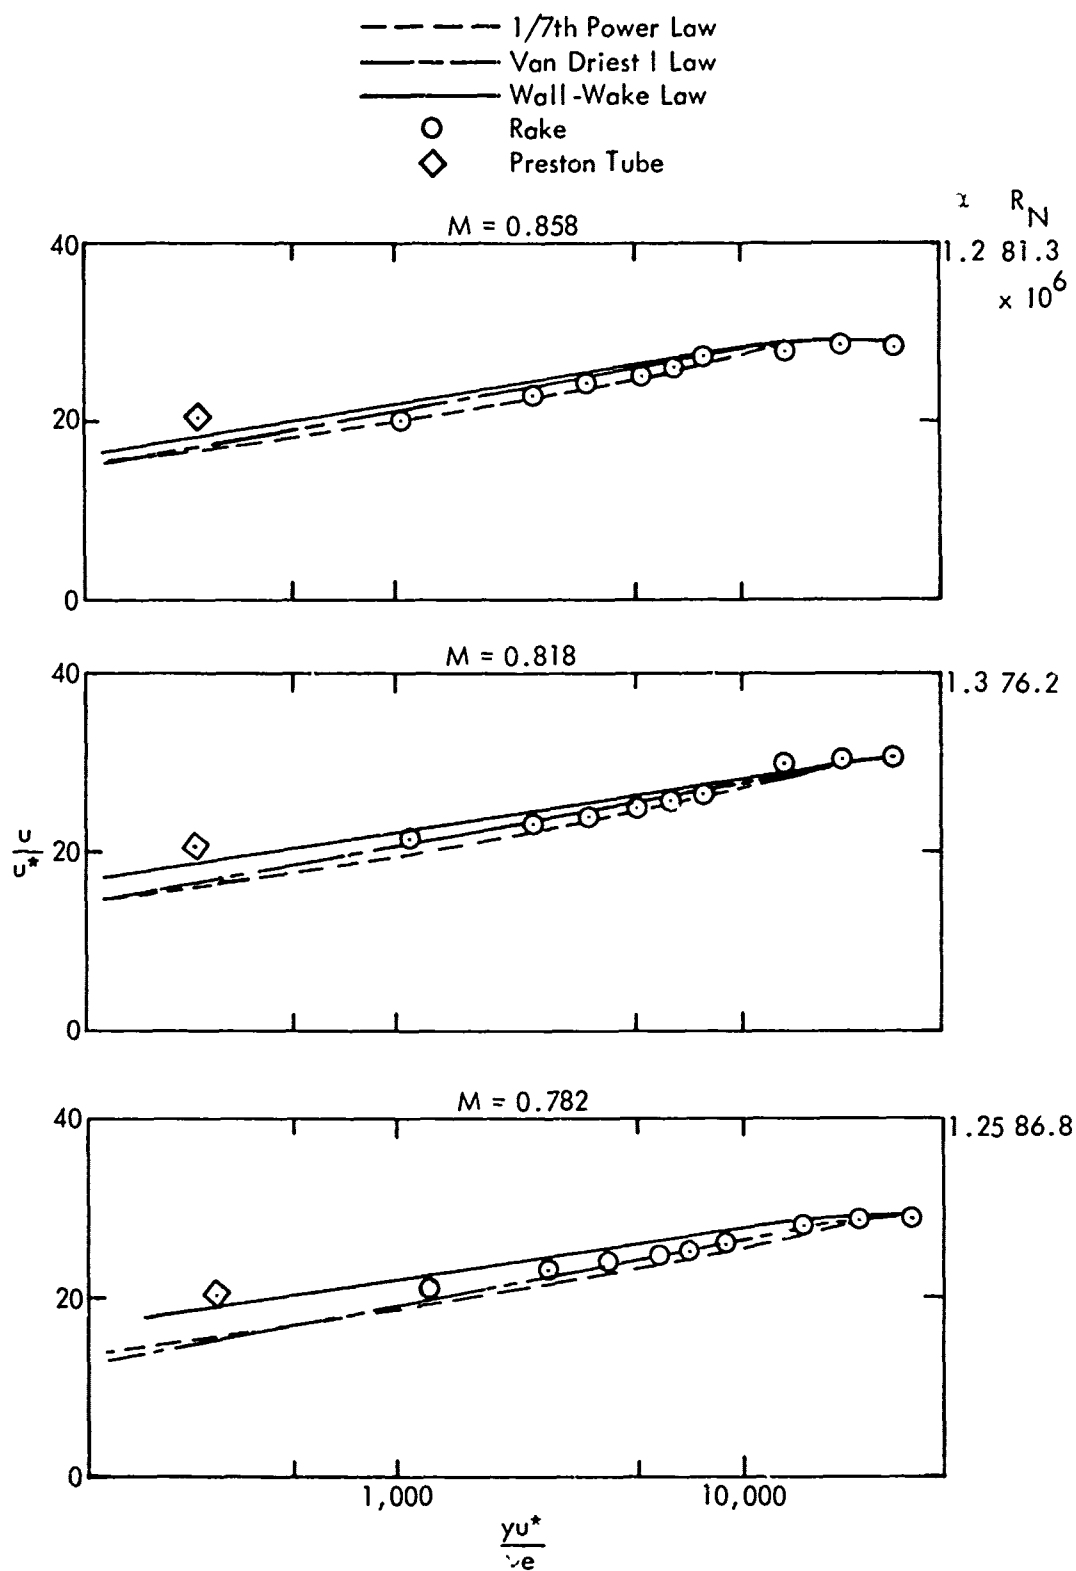 1/7th Power Law
Van Driest I Law
Wall-Wake Law
Rake
Preston Tube
α R_N
M = 0.858
40
1.2 81.3
x 10^6
20
0
M = 0.818
40
1.3 76.2
u
u*
20
0
M = 0.782
40
1.25 86.8
20
0
1,000 10,000
yu*
νe